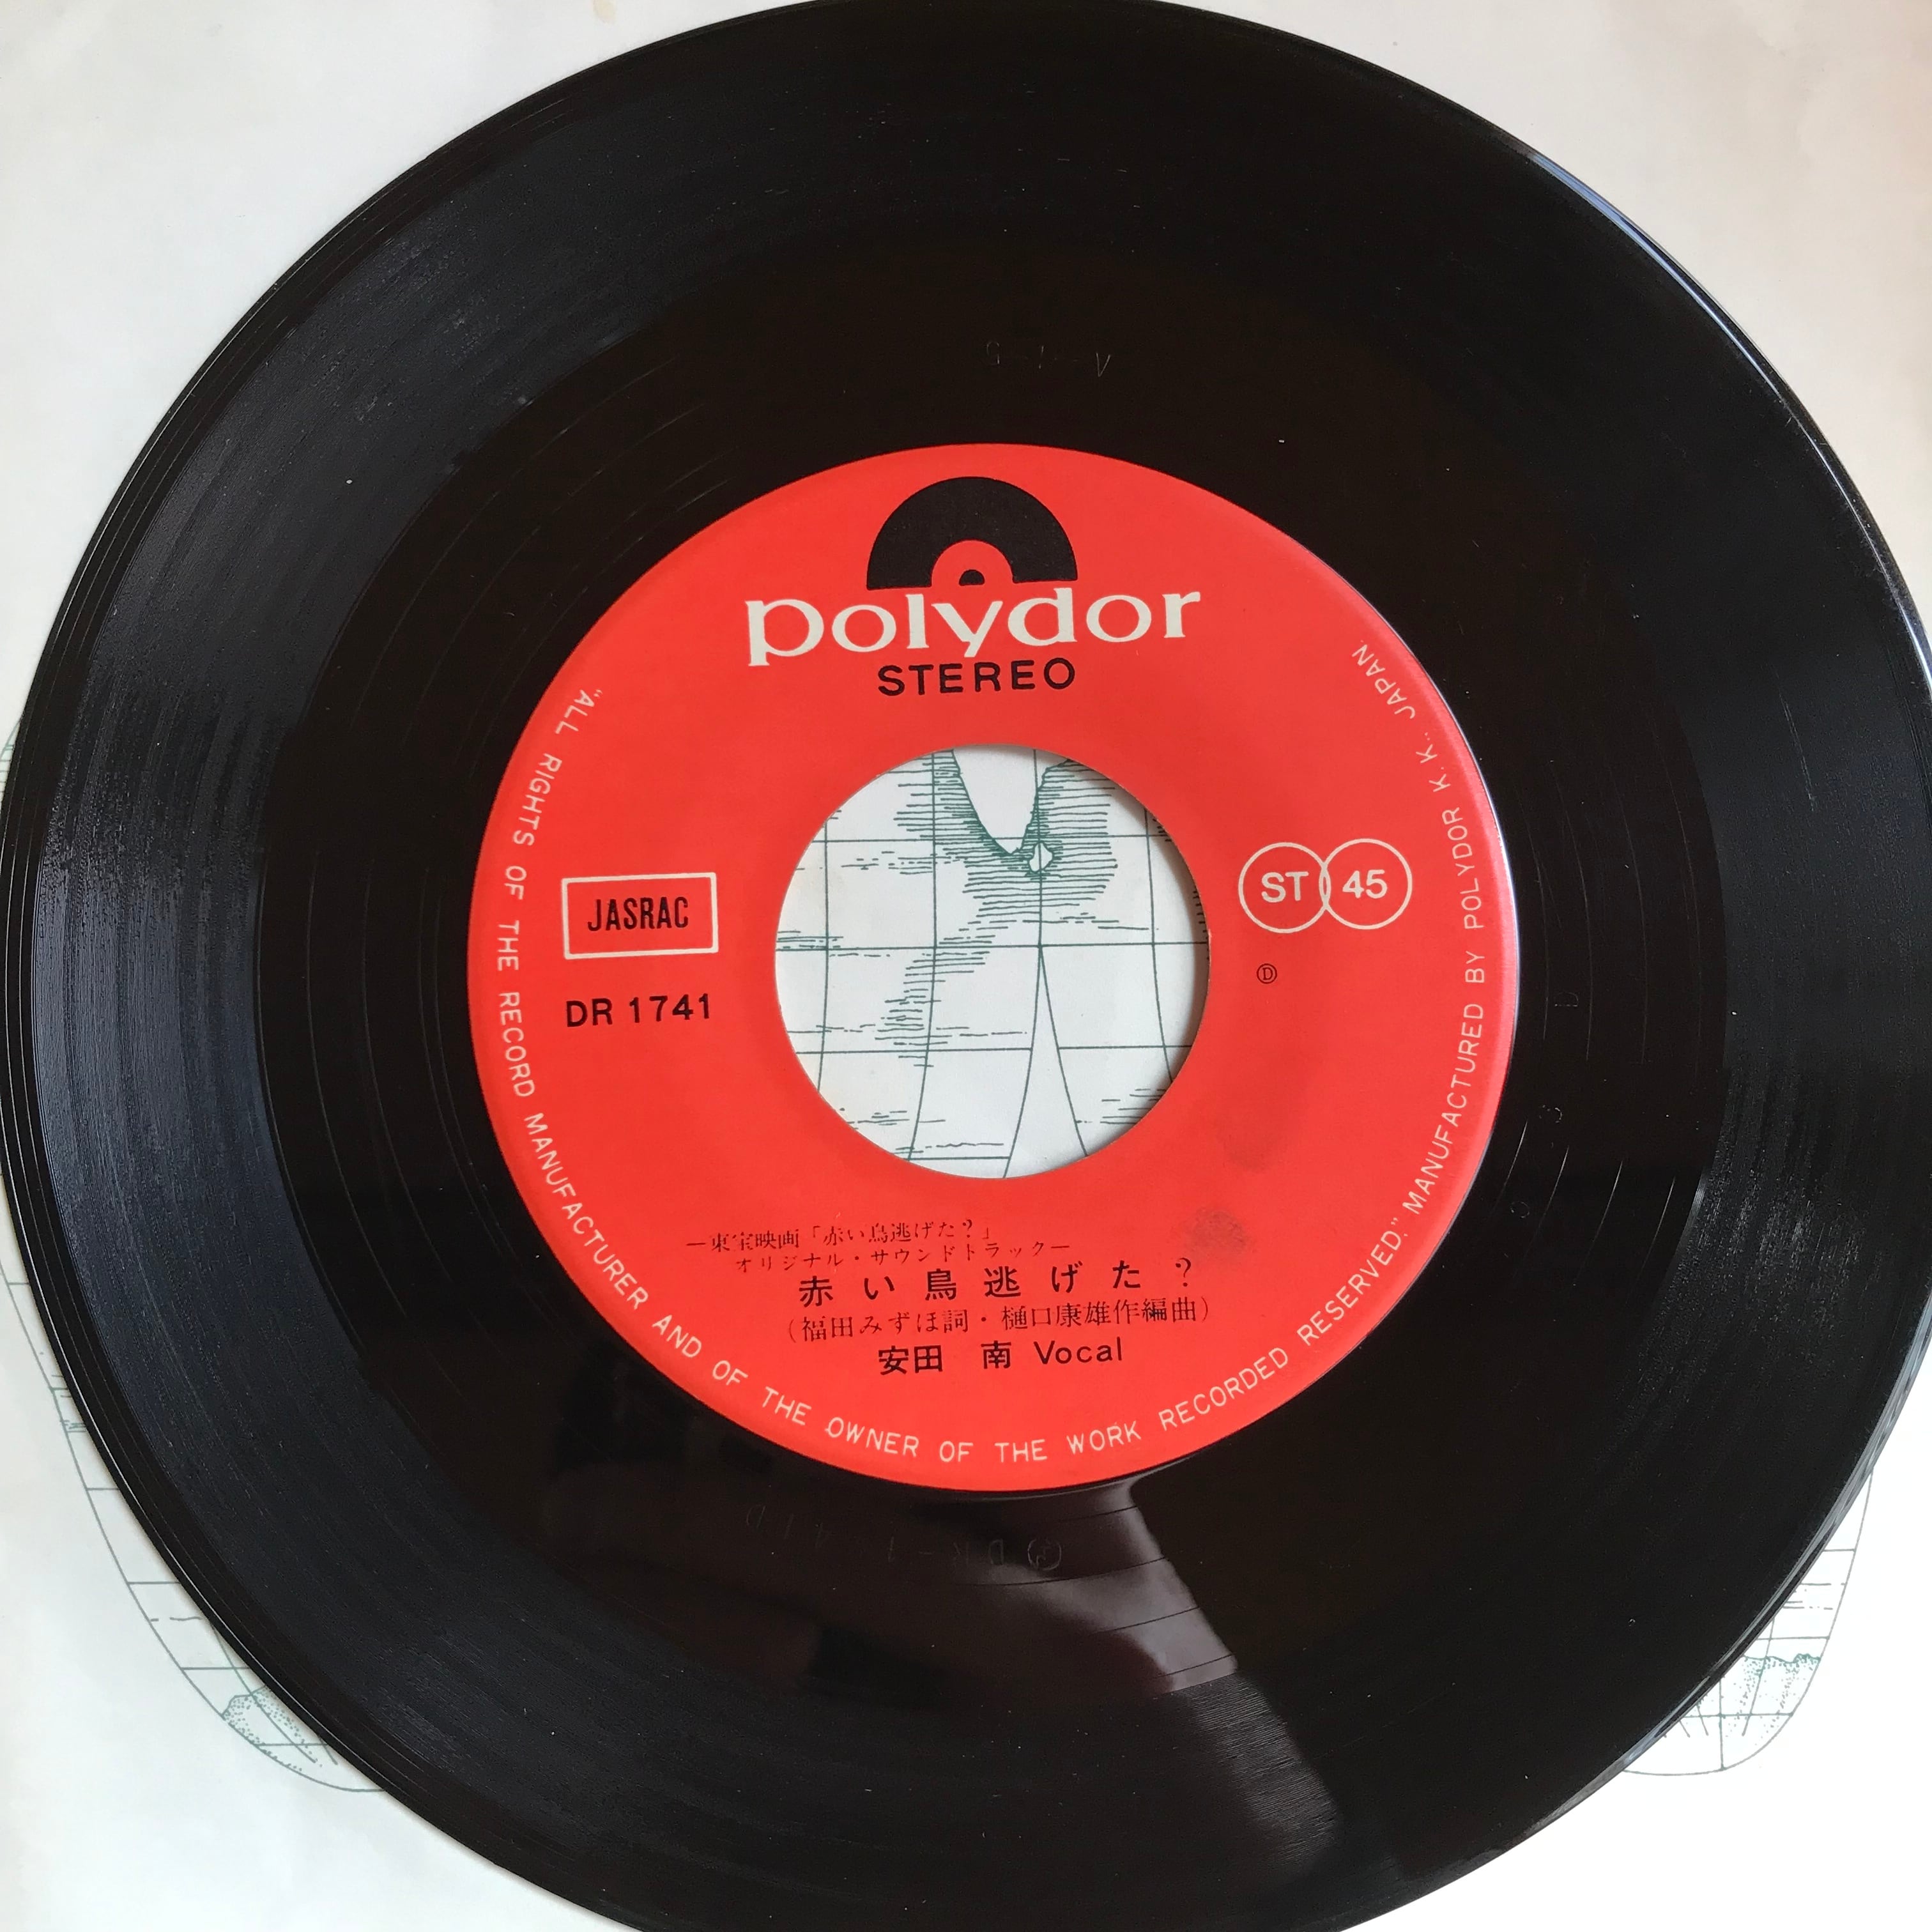 polydor
STEREO
JASRAC
DR 1741
ST 45
Ⓓ
—東宝映画「赤い鳥逃げた?」
オリジナル・サウンドトラック—
赤い鳥逃げた?
(福田みずほ詞・樋口康雄作編曲)
安田 南 Vocal
"ALL RIGHTS OF THE RECORD MANUFACTURER AND OF THE OWNER OF THE WORK RECORDED RESERVED." MANUFACTURED BY POLYDOR K.K., JAPAN.